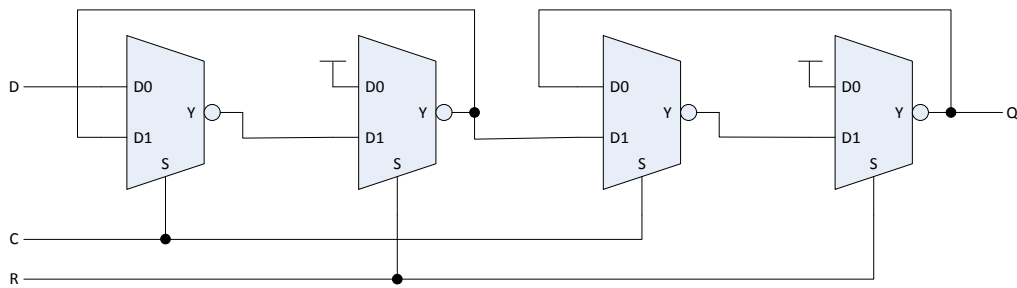 D D0 D0 D0 D0
Y Y Y Y Q
D1 D1 D1 D1
S S S S
C
R